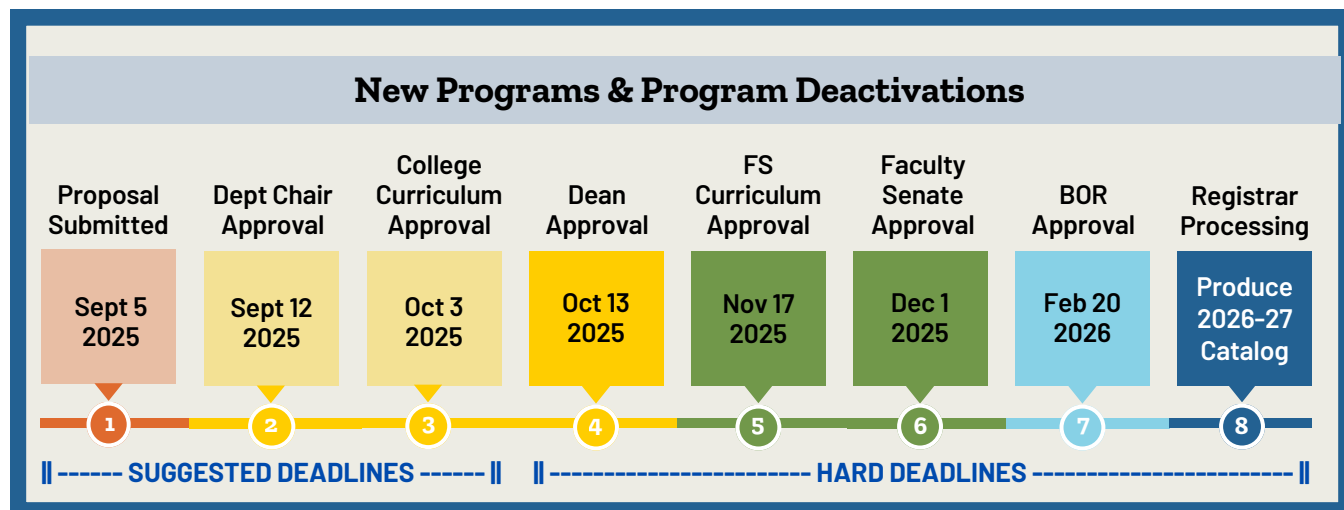 New Programs & Program Deactivations
Proposal
Submitted
Sept 5
2025
1
Dept Chair
Approval
Sept 12
2025
2
College
Curriculum
Approval
Oct 3
2025
3
Dean
Approval
Oct 13
2025
4
FS
Curriculum
Approval
Nov 17
2025
5
Faculty
Senate
Approval
Dec 1
2025
6
BOR
Approval
Feb 20
2026
7
Registrar
Processing
Produce
2026-27
Catalog
8
SUGGESTED DEADLINES
HARD DEADLINES